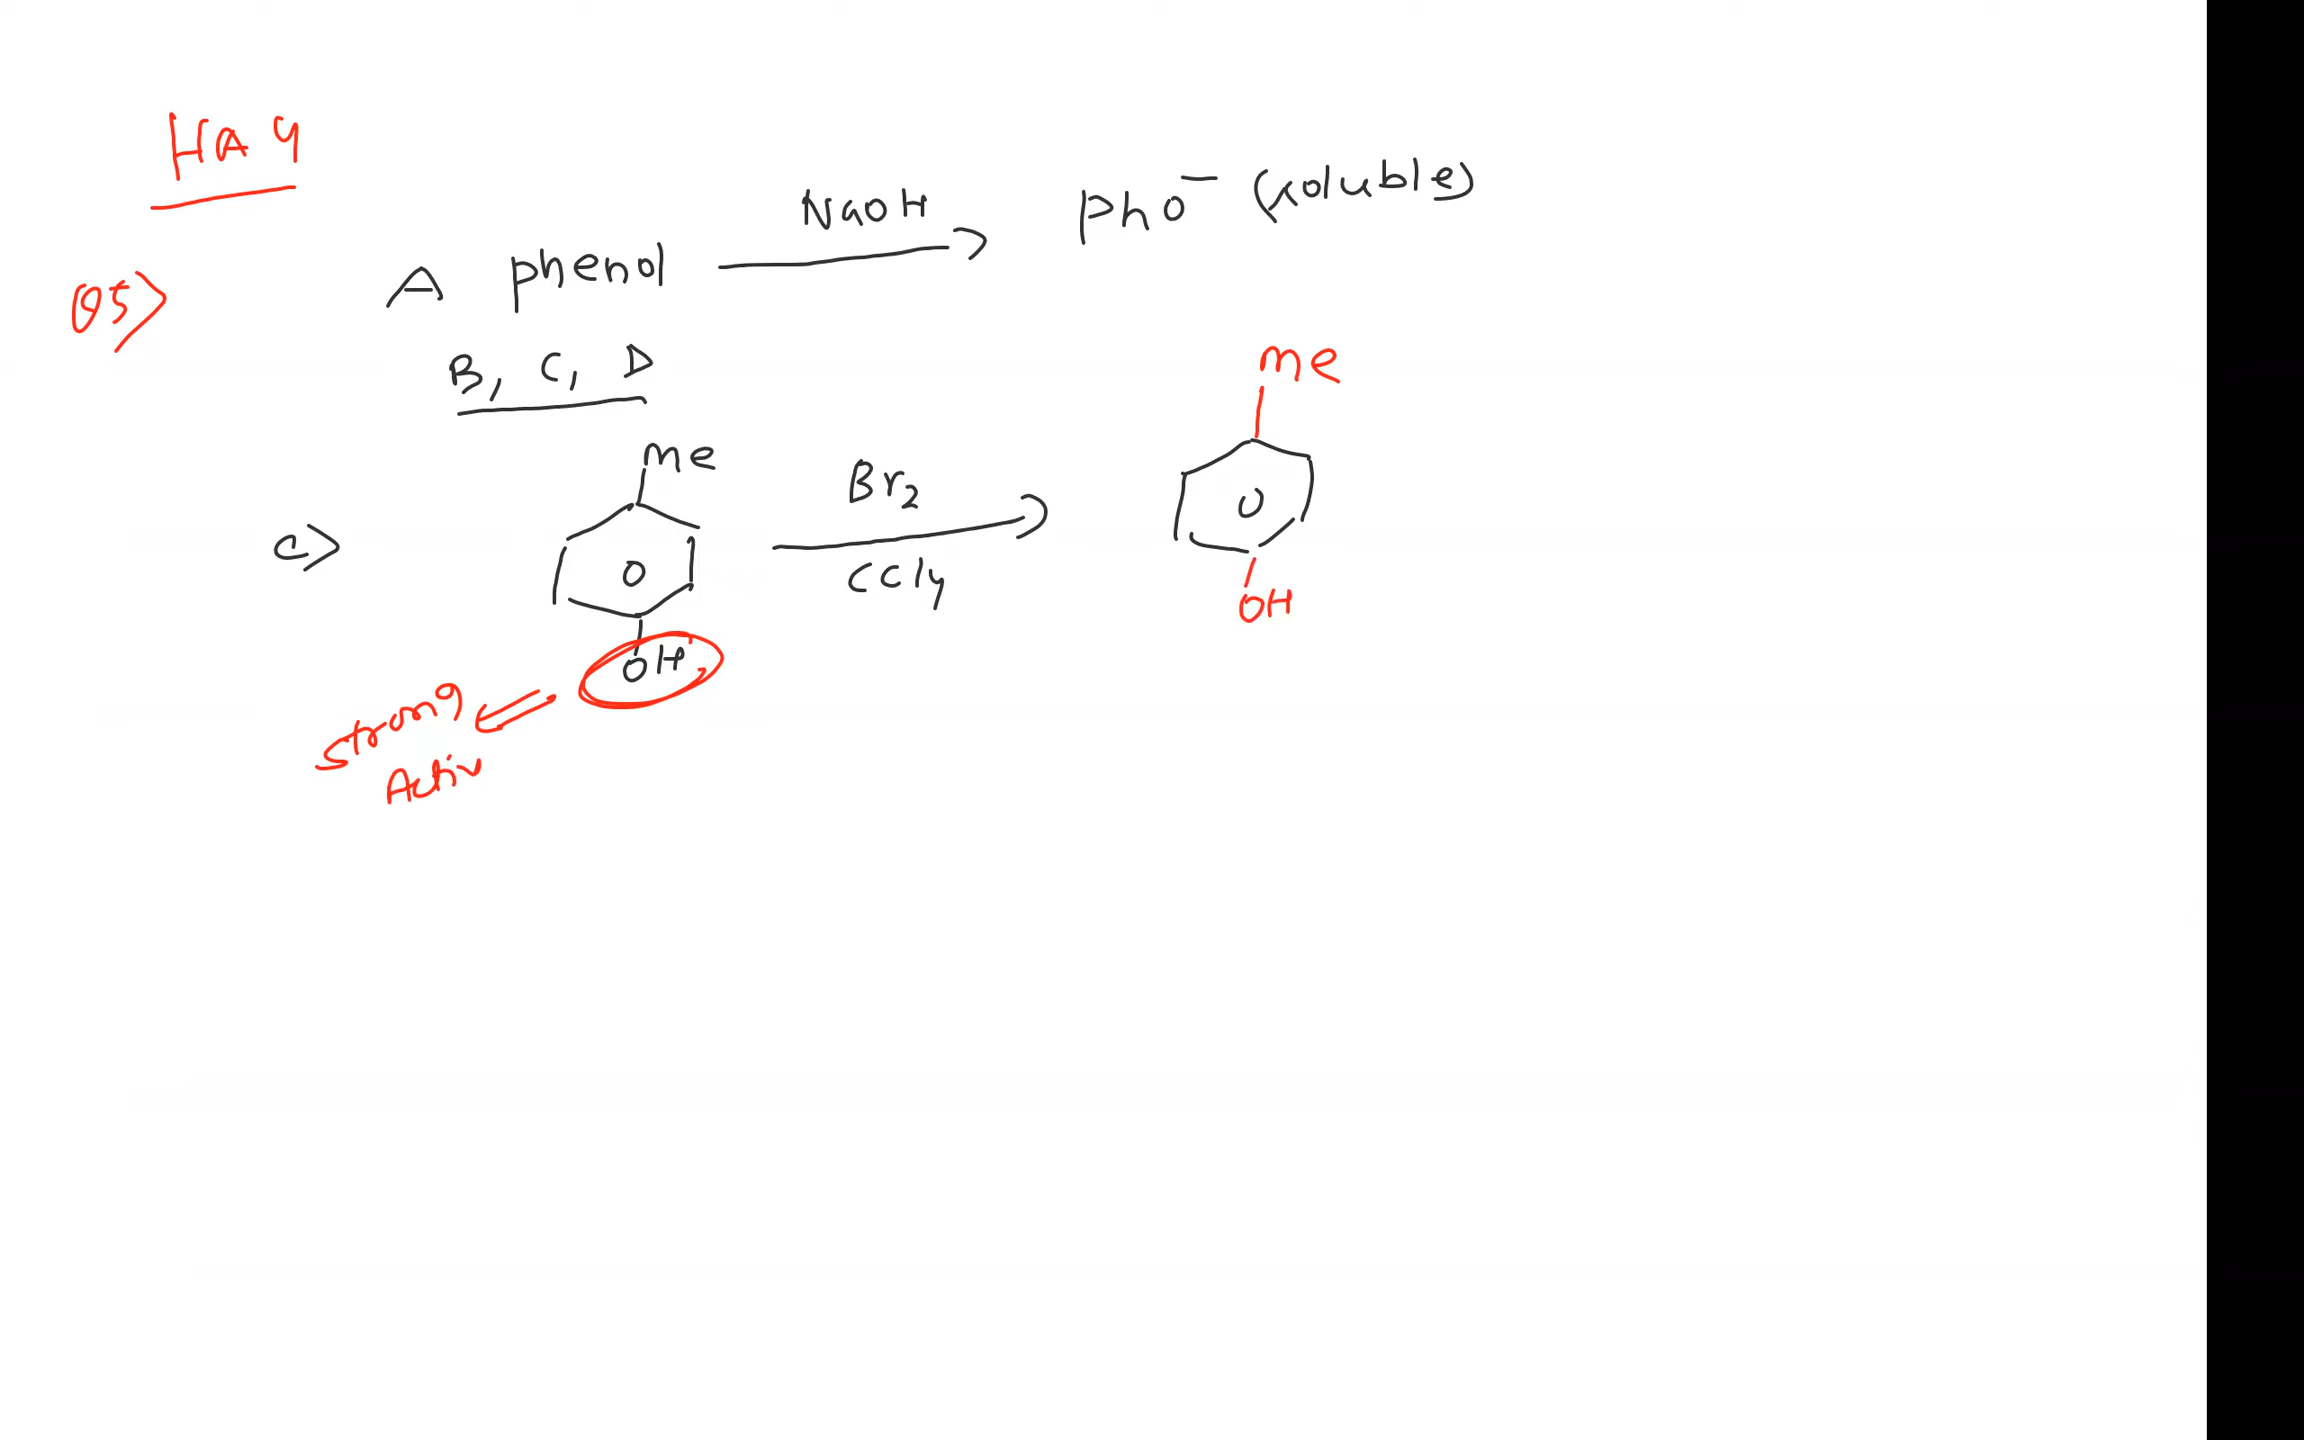 HA 4
Q5> A phenol NaOH → PhO⁻ (soluble)
B, C, D
c> Me OH Br₂ CCl₄ → Me OH
Strong
Activ